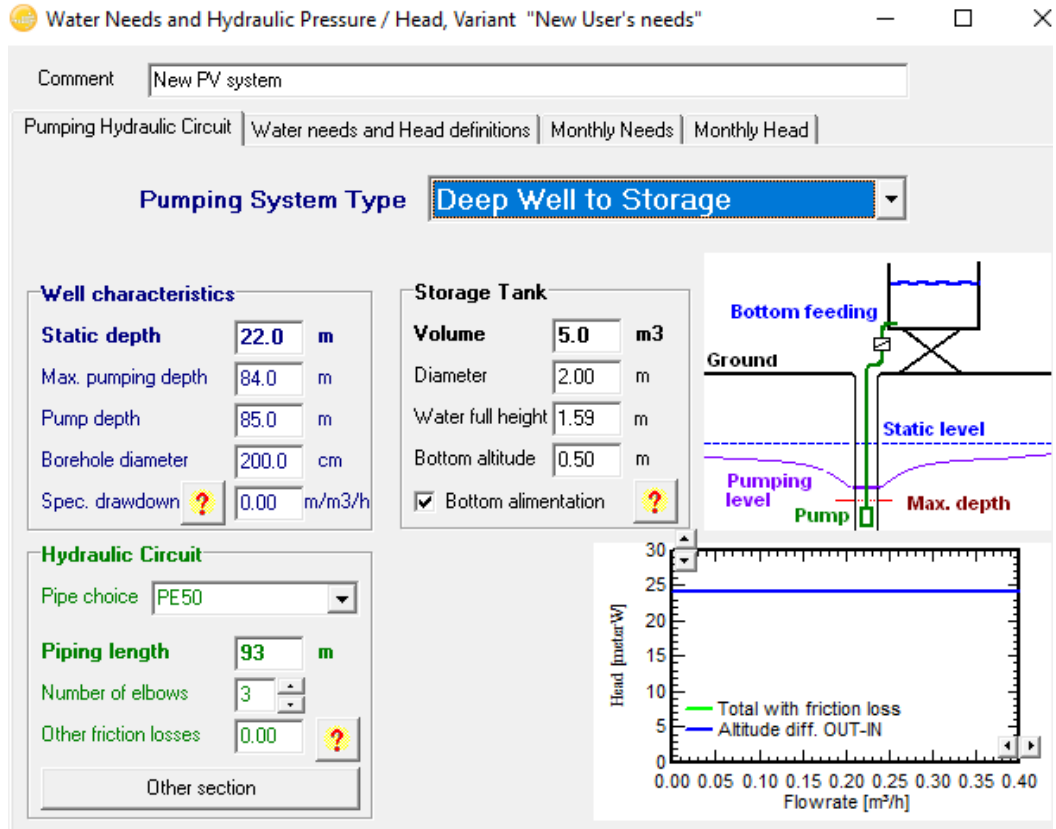 Water Needs and Hydraulic Pressure / Head, Variant "New User's needs"
Comment New PV system
Pumping Hydraulic Circuit Water needs and Head definitions Monthly Needs Monthly Head
Pumping System Type Deep Well to Storage
Well characteristics
Static depth 22.0 m
Max. pumping depth 84.0 m
Pump depth 85.0 m
Borehole diameter 200.0 cm
Spec. drawdown ? 0.00 m/m3/h
Storage Tank
Volume 5.0 m3
Diameter 2.00 m
Water full height 1.59 m
Bottom altitude 0.50 m
Bottom alimentation ?
Bottom feeding
Ground
Static level
Pumping
level
Max. depth
Pump
Hydraulic Circuit
Pipe choice PE50
Piping length 93 m
Number of elbows 3
Other friction losses 0.00 ?
Other section
30
25
20
15
10
5
0
Head [meterW]
Total with friction loss
Altitude diff. OUT-IN
0.00 0.05 0.10 0.15 0.20 0.25 0.30 0.35 0.40
Flowrate [m³/h]